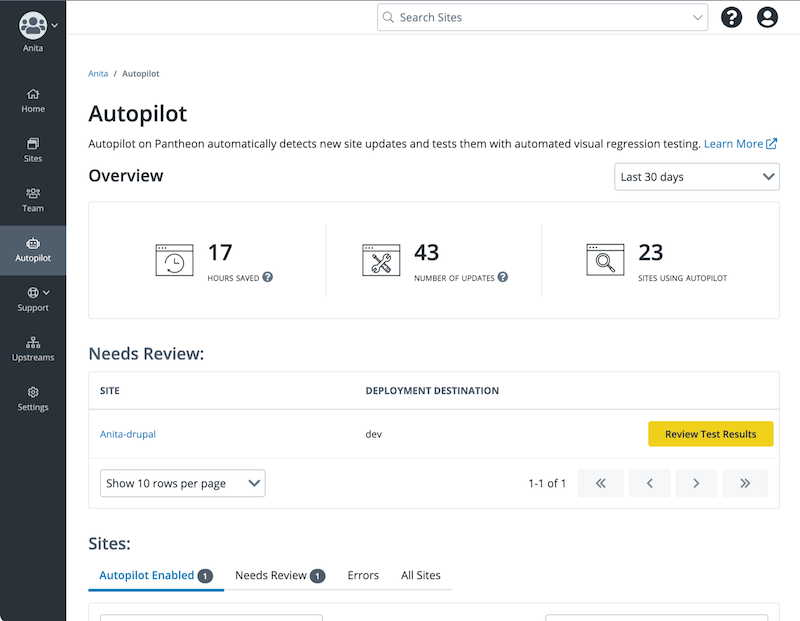 Search Sites
Anita
Home
Sites
Team
Autopilot
Support
Upstreams
Settings
Anita / Autopilot
Autopilot
Autopilot on Pantheon automatically detects new site updates and tests them with automated visual regression testing. Learn More
Overview
Last 30 days
17
HOURS SAVED ?
43
NUMBER OF UPDATES ?
23
SITES USING AUTOPILOT
Needs Review:
SITE DEPLOYMENT DESTINATION
Anita-drupal dev Review Test Results
Show 10 rows per page 1-1 of 1
Sites:
Autopilot Enabled 1 Needs Review 1 Errors All Sites